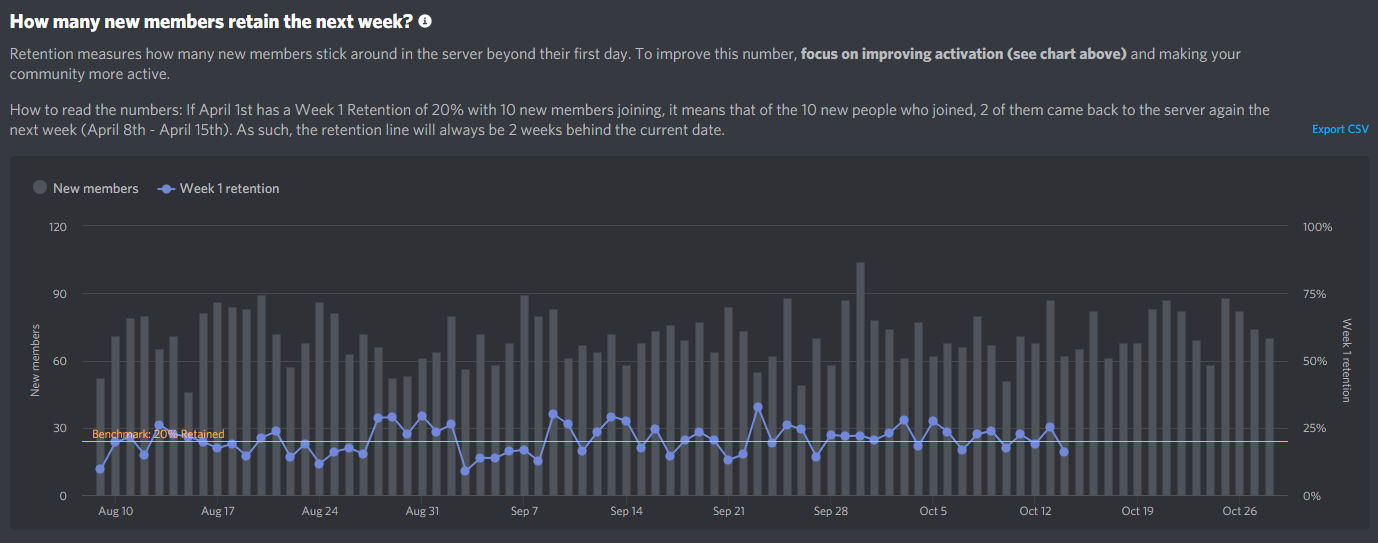 How many new members retain the next week?
Retention measures how many new members stick around in the server beyond their first day. To improve this number, focus on improving activation (see chart above) and making your
community more active.
How to read the numbers: If April 1st has a Week 1 Retention of 20% with 10 new members joining, it means that of the 10 new people who joined, 2 of them came back to the server again the
next week (April 8th - April 15th). As such, the retention line will always be 2 weeks behind the current date.
Export CSV
New members
Week 1 retention
120
100%
90
75%
60
50%
30
25%
0
0%
New members
Week 1 retention
Benchmark: 20% Retained
Aug 10
Aug 17
Aug 24
Aug 31
Sep 7
Sep 14
Sep 21
Sep 28
Oct 5
Oct 12
Oct 19
Oct 26